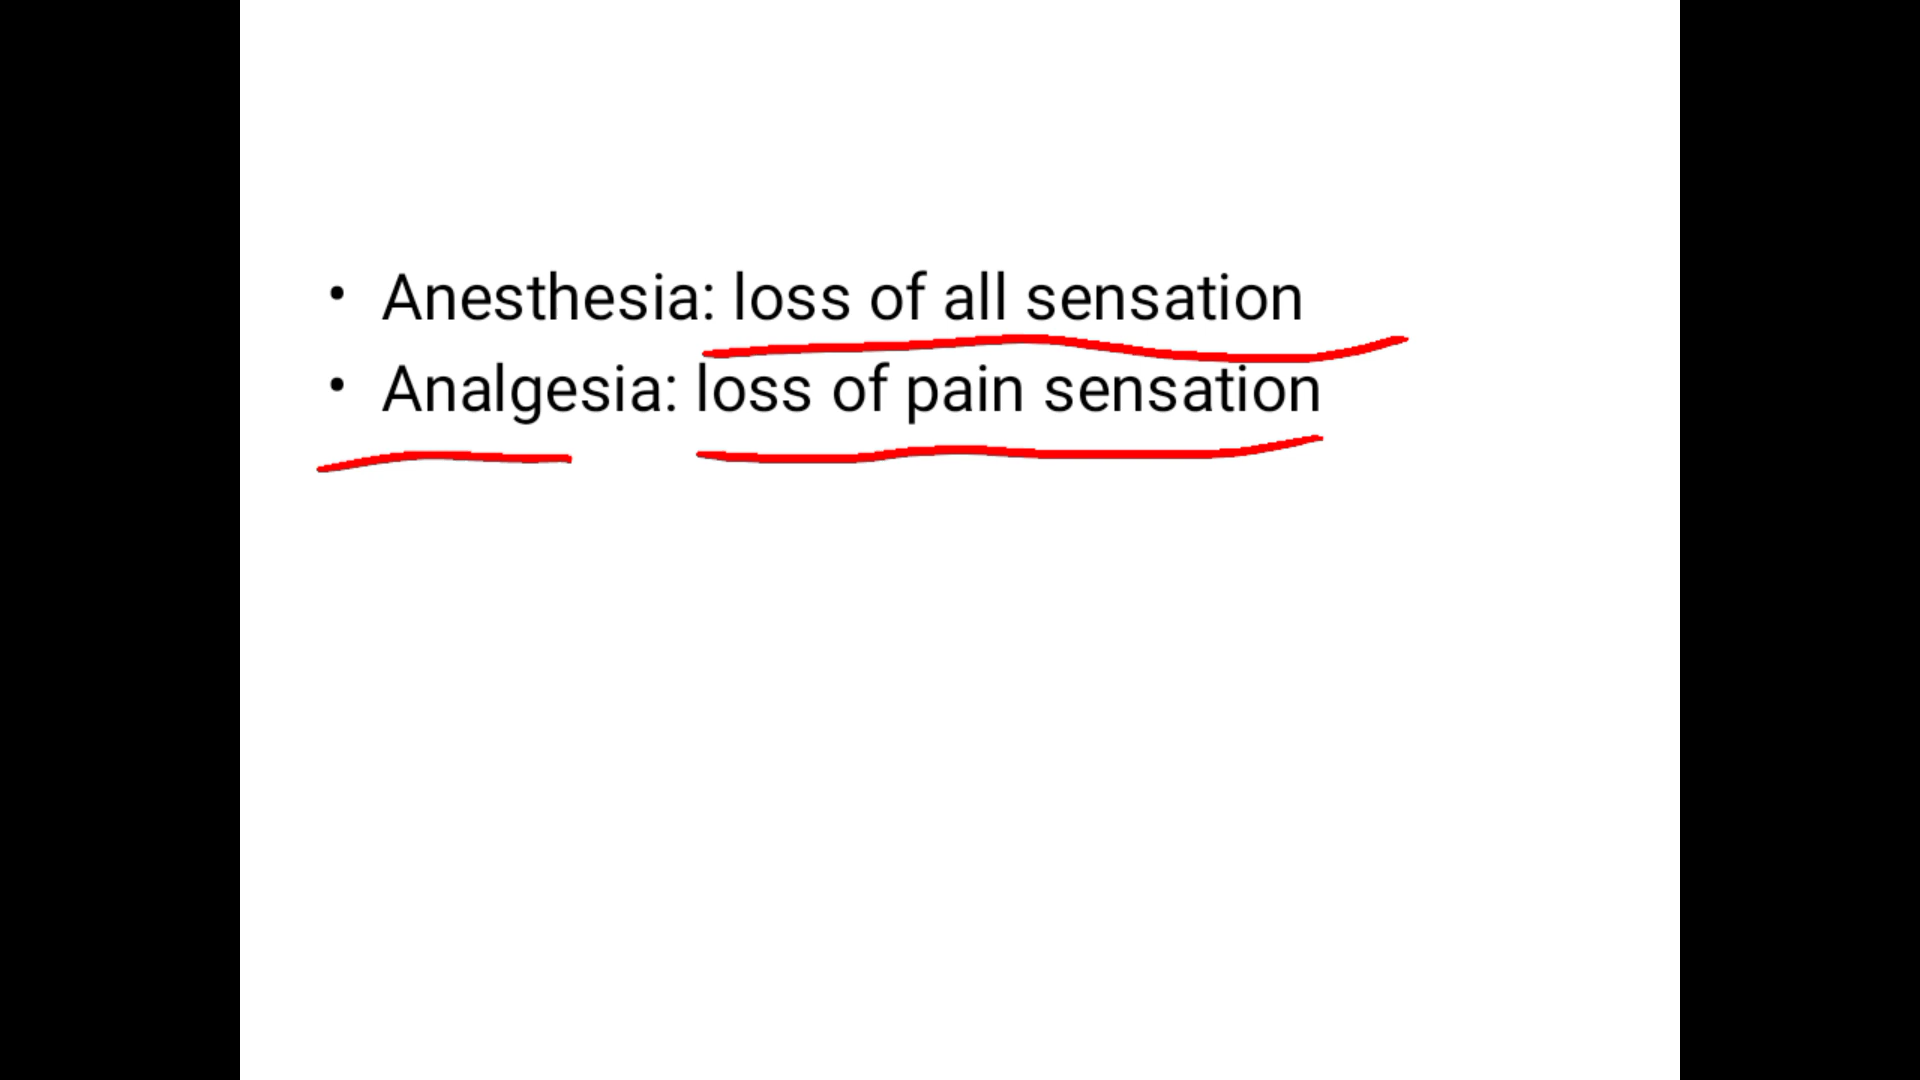 • Anesthesia: loss of all sensation
• Analgesia: loss of pain sensation